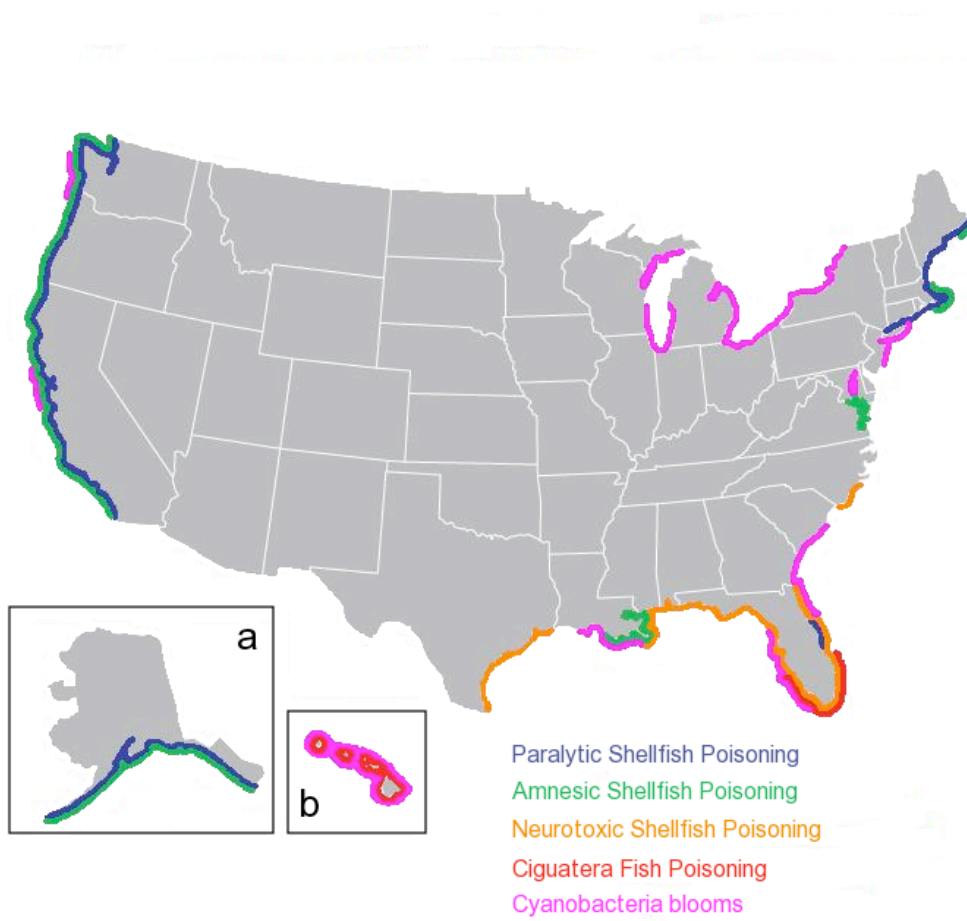 a
b
Paralytic Shellfish Poisoning
Amnesic Shellfish Poisoning
Neurotoxic Shellfish Poisoning
Ciguatera Fish Poisoning
Cyanobacteria blooms